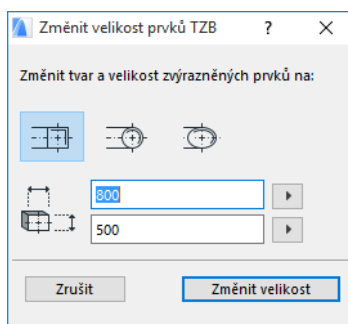 Změnit velikost prvků TZB ?
Změnit tvar a velikost zvýrazněných prvků na:
800
500
Zrušit Změnit velikost